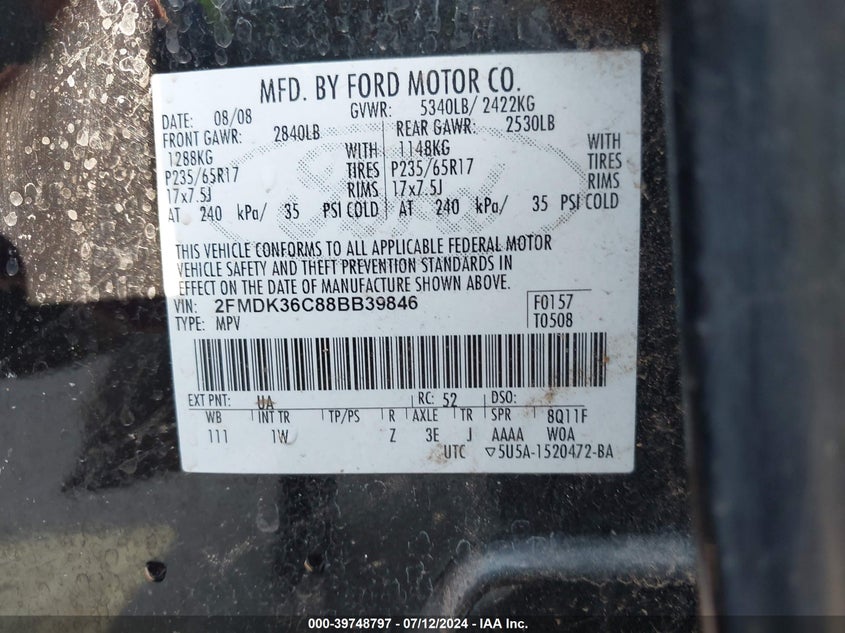 MFD. BY FORD MOTOR CO.
DATE: 08/08 GVWR: 5340LB/ 2422KG
FRONT GAWR: 2840LB REAR GAWR: 2530LB
1288KG WITH 1148KG WITH
P235/65R17 TIRES P235/65R17 TIRES
17x7.5J RIMS 17x7.5J RIMS
AT 240 kPa/ 35 PSI COLD AT 240 kPa/ 35 PSI COLD
THIS VEHICLE CONFORMS TO ALL APPLICABLE FEDERAL MOTOR
VEHICLE SAFETY AND THEFT PREVENTION STANDARDS IN
EFFECT ON THE DATE OF MANUFACTURE SHOWN ABOVE.
VIN: 2FMDK36C88BB39846 F0157
TYPE: MPV T0508
EXT PNT: UA RC: 52 DSO:
WB INT TR TP/PS R AXLE TR SPR 8Q11F
111 1W Z 3E J AAAA WOA
UTC ▽5U5A-1520472-BA
000-39748797 - 07/12/2024 - IAA Inc.